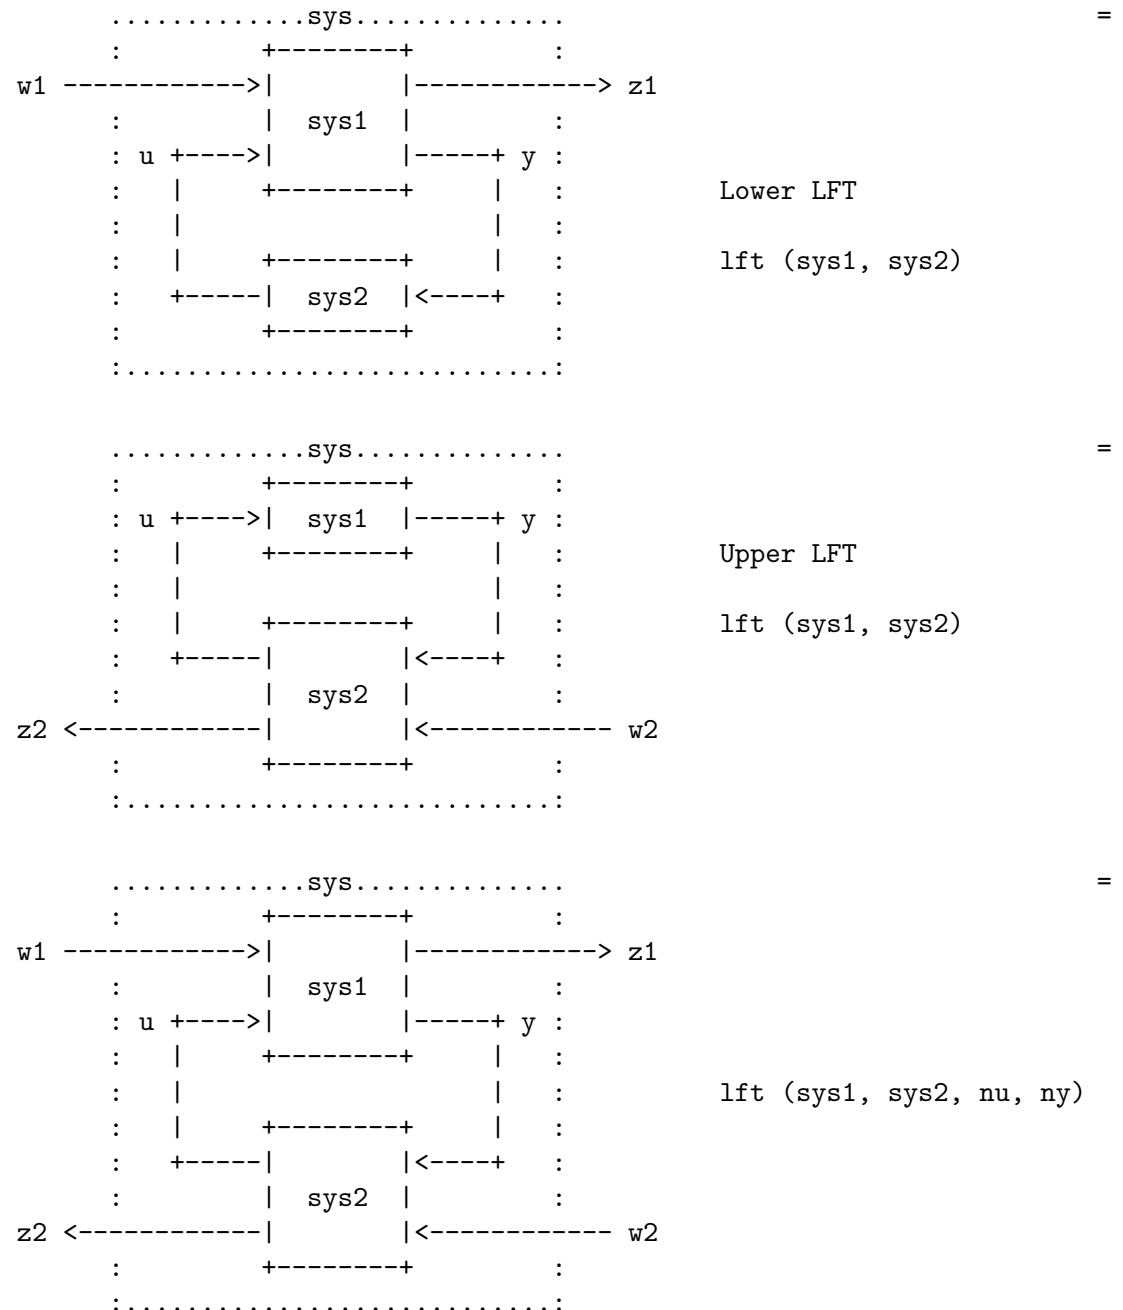 .............sys.............. =
: +--------+ :
w1 ------------>| |------------> z1
: | sys1 | :
: u +---->| |-----+ y :
: | +--------+ | : Lower LFT
: | | :
: | +--------+ | : lft (sys1, sys2)
: +-----| sys2 |<----+ :
: +--------+ :
:............................:
.............sys.............. =
: +--------+ :
: u +---->| sys1 |-----+ y :
: | +--------+ | : Upper LFT
: | | :
: | +--------+ | : lft (sys1, sys2)
: +-----| |<----+ :
: | sys2 | :
z2 <------------| |<------------ w2
: +--------+ :
:............................:
.............sys.............. =
: +--------+ :
w1 ------------>| |------------> z1
: | sys1 | :
: u +---->| |-----+ y :
: | +--------+ | :
: | | : lft (sys1, sys2, nu, ny)
: | +--------+ | :
: +-----| |<----+ :
: | sys2 | :
z2 <------------| |<------------ w2
: +--------+ :
:............................: